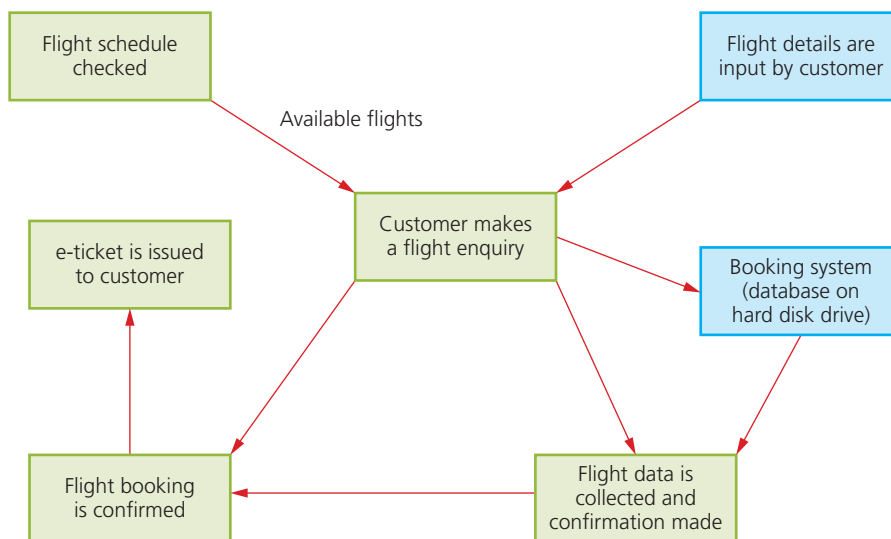 Flight schedule
checked
Flight details are
input by customer
Available flights
Customer makes
a flight enquiry
e-ticket is issued
to customer
Booking system
(database on
hard disk drive)
Flight booking
is confirmed
Flight data is
collected and
confirmation made